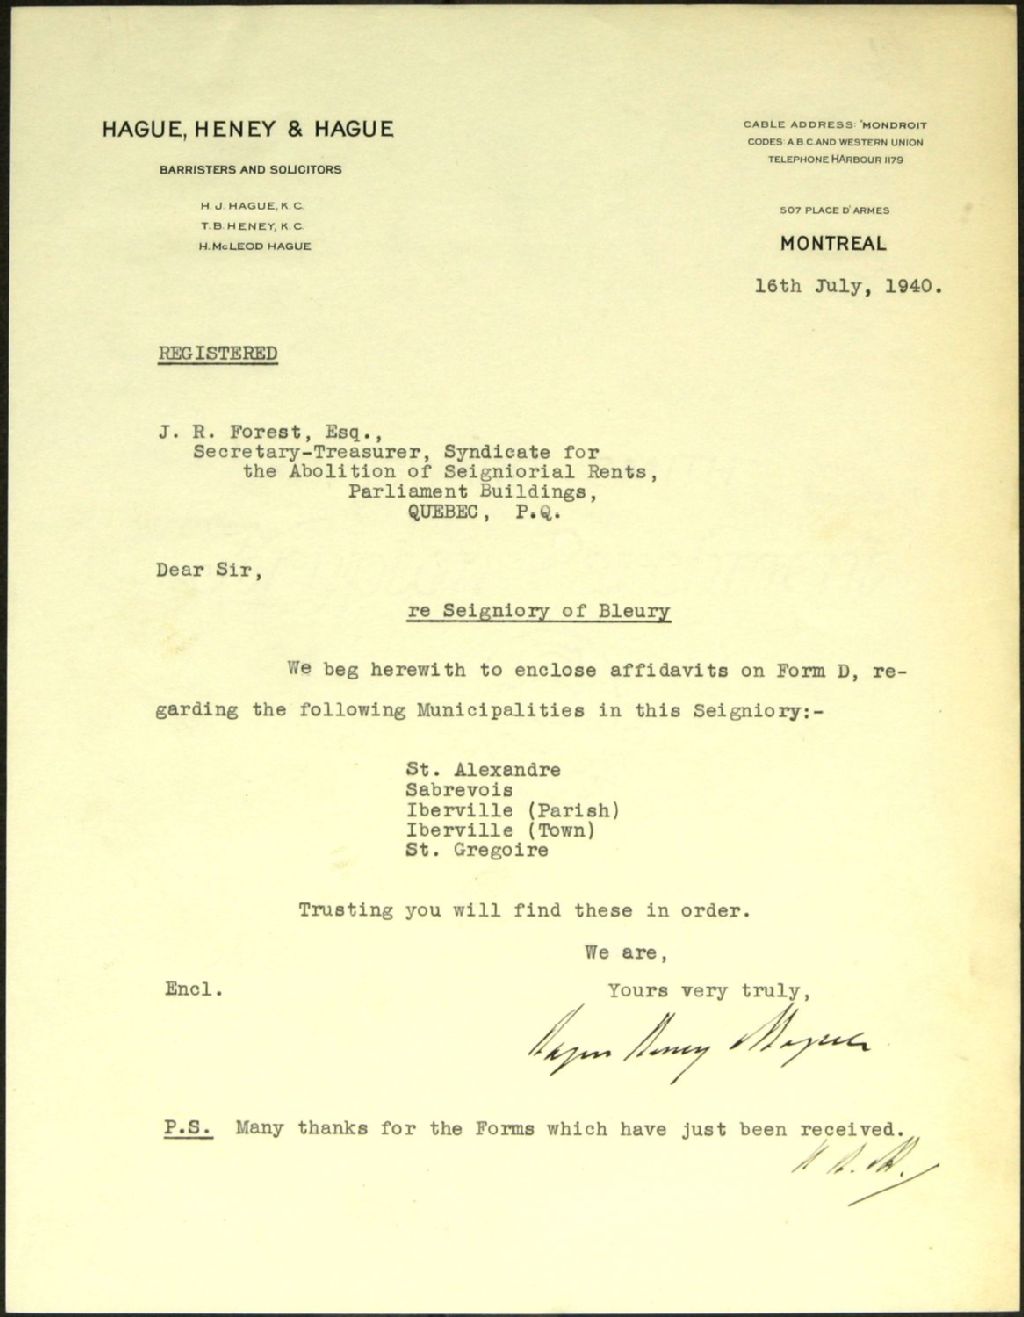 HAGUE, HENEY & HAGUE
BARRISTERS AND SOLICITORS
H. J. HAGUE, K. C.
T. B. HENEY, K. C.
H. McLEOD HAGUE
CABLE ADDRESS: "MONDROIT
CODES: A.B.C. AND WESTERN UNION
TELEPHONE HARBOUR 1179
507 PLACE D'ARMES
MONTREAL
16th July, 1940.
REGISTERED
J. R. Forest, Esq.,
Secretary-Treasurer, Syndicate for
the Abolition of Seigniorial Rents,
Parliament Buildings,
QUEBEC, P.Q.
Dear Sir,
re Seigniory of Bleury
We beg herewith to enclose affidavits on Form D, re-
garding the following Municipalities in this Seigniory:-
St. Alexandre
Sabrevois
Iberville (Parish)
Iberville (Town)
St. Gregoire
Trusting you will find these in order.
We are,
Encl. Yours very truly,
Hague Heney & Hague
P.S. Many thanks for the Forms which have just been received.